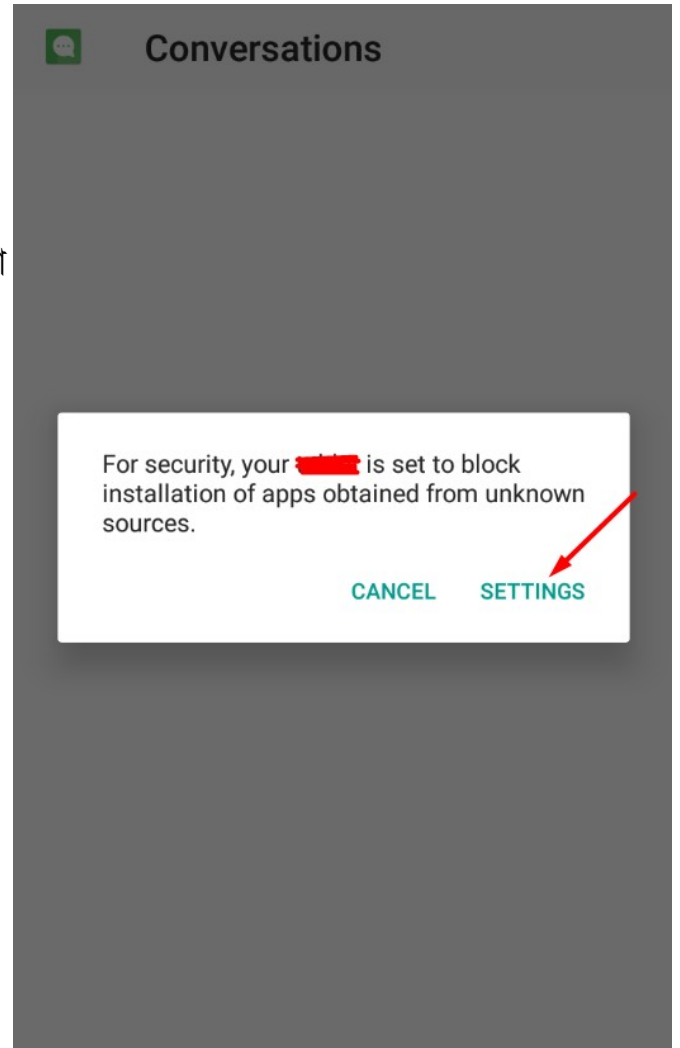 Conversations
For security, your is set to block
installation of apps obtained from unknown
sources.
CANCEL SETTINGS